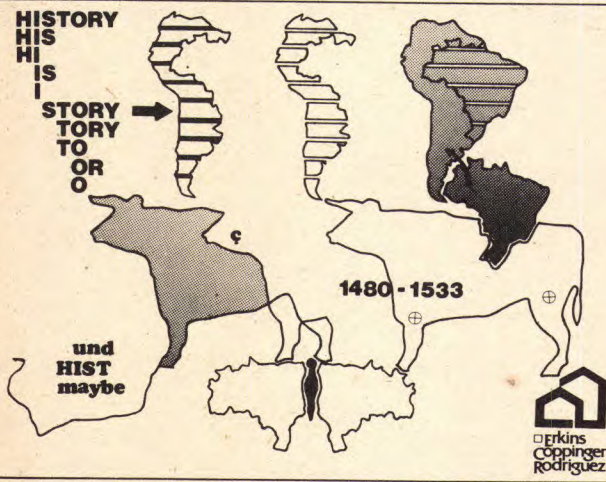 HISTORY
HIS
HI
IS
I
STORY
TORY
TO
OR
O
ç
1480 - 1533
und
HIST
maybe
Erkins
Coppinger
Rodriguez